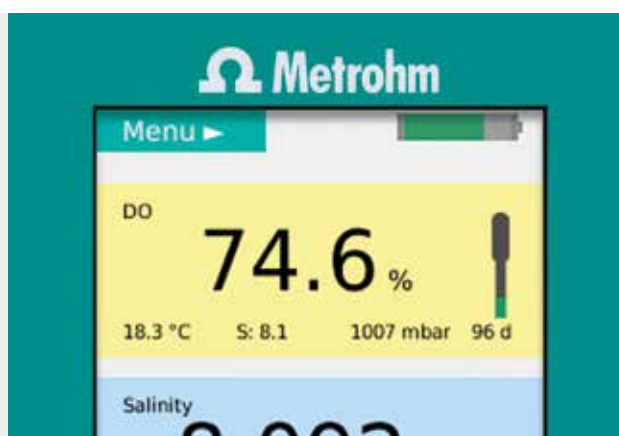 Metrohm
Menu ►
DO
74.6 %
18.3 °C S: 8.1 1007 mbar 96 d
Salinity